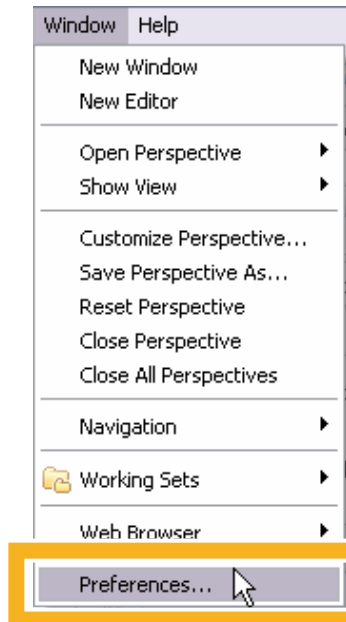 Window Help
New Window
New Editor
Open Perspective
Show View
Customize Perspective...
Save Perspective As...
Reset Perspective
Close Perspective
Close All Perspectives
Navigation
Working Sets
Web Browser
Preferences...